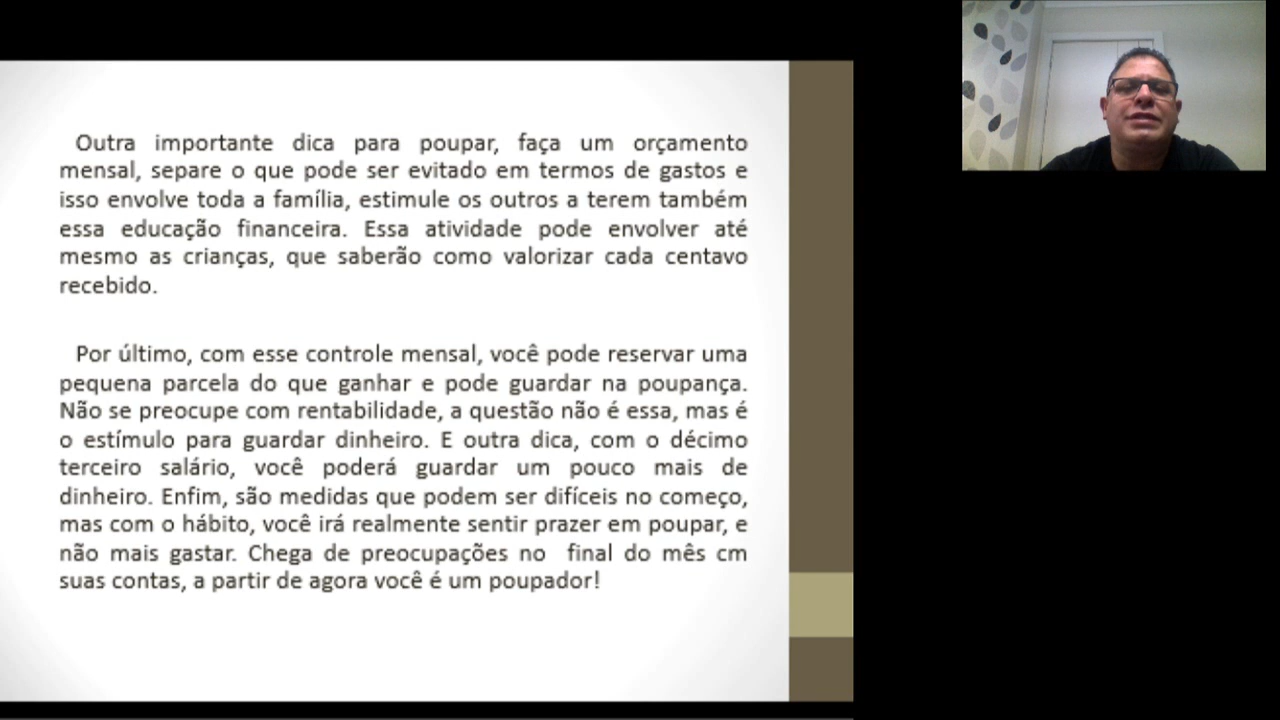 Outra importante dica para poupar, faça um orçamento
mensal, separe o que pode ser evitado em termos de gastos e
isso envolve toda a família, estimule os outros a terem também
essa educação financeira. Essa atividade pode envolver até
mesmo as crianças, que saberão como valorizar cada centavo
recebido.
Por último, com esse controle mensal, você pode reservar uma
pequena parcela do que ganhar e pode guardar na poupança.
Não se preocupe com rentabilidade, a questão não é essa, mas é
o estímulo para guardar dinheiro. E outra dica, com o décimo
terceiro salário, você poderá guardar um pouco mais de
dinheiro. Enfim, são medidas que podem ser difíceis no começo,
mas com o hábito, você irá realmente sentir prazer em poupar, e
não mais gastar. Chega de preocupações no final do mês cm
suas contas, a partir de agora você é um poupador!